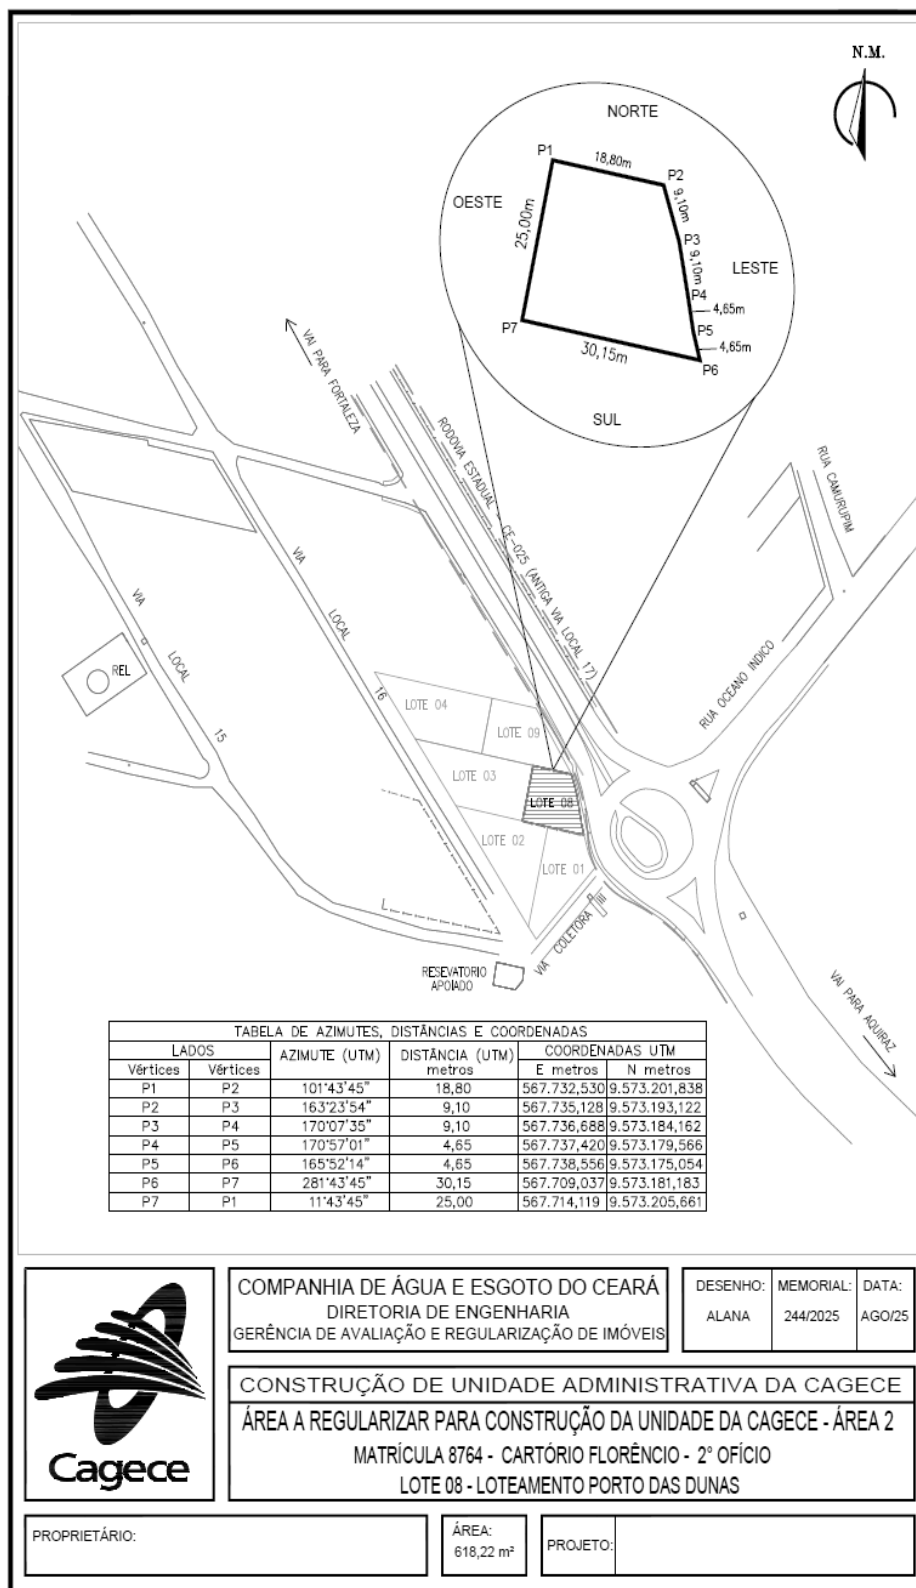 N.M.
NORTE
P1
18,80m
P2
OESTE
9,10m
25,00m
P3
LESTE
9,10m
P4
4,65m
P7
P5
4,65m
30,15m
P6
SUL
VAI PARA FORTALEZA
RODOVIA ESTADUAL CE-025 (ANTIGA VIA LOCAL 17)
RUA CAMURUPIM
VIA LOCAL 16
VIA LOCAL 15
REL
RUA OCEANO INDICO
LOTE 04
LOTE 09
LOTE 03
LOTE 08
LOTE 02
LOTE 01
VIA COLETORA III
RESEVATORIO
APOIADO
VAI PARA AQUIRAZ
TABELA DE AZIMUTES, DISTÂNCIAS E COORDENADAS
LADOS AZIMUTE (UTM) DISTÂNCIA (UTM) metros COORDENADAS UTM
Vértices Vértices E metros N metros
P1 P2 101°43'45" 18,80 567.732,530 9.573.201,838
P2 P3 163°23'54" 9,10 567.735,128 9.573.193,122
P3 P4 170°07'35" 9,10 567.736,688 9.573.184,162
P4 P5 170°57'01" 4,65 567.737,420 9.573.179,566
P5 P6 165°52'14" 4,65 567.738,556 9.573.175,054
P6 P7 281°43'45" 30,15 567.709,037 9.573.181,183
P7 P1 11°43'45" 25,00 567.714,119 9.573.205,661
Cagece
COMPANHIA DE ÁGUA E ESGOTO DO CEARÁ
DIRETORIA DE ENGENHARIA
GERÊNCIA DE AVALIAÇÃO E REGULARIZAÇÃO DE IMÓVEIS
DESENHO: MEMORIAL: DATA:
ALANA 244/2025 AGO/25
CONSTRUÇÃO DE UNIDADE ADMINISTRATIVA DA CAGECE
ÁREA A REGULARIZAR PARA CONSTRUÇÃO DA UNIDADE DA CAGECE - ÁREA 2
MATRÍCULA 8764 - CARTÓRIO FLORÊNCIO - 2° OFÍCIO
LOTE 08 - LOTEAMENTO PORTO DAS DUNAS
PROPRIETÁRIO:
ÁREA:
618,22 m²
PROJETO: